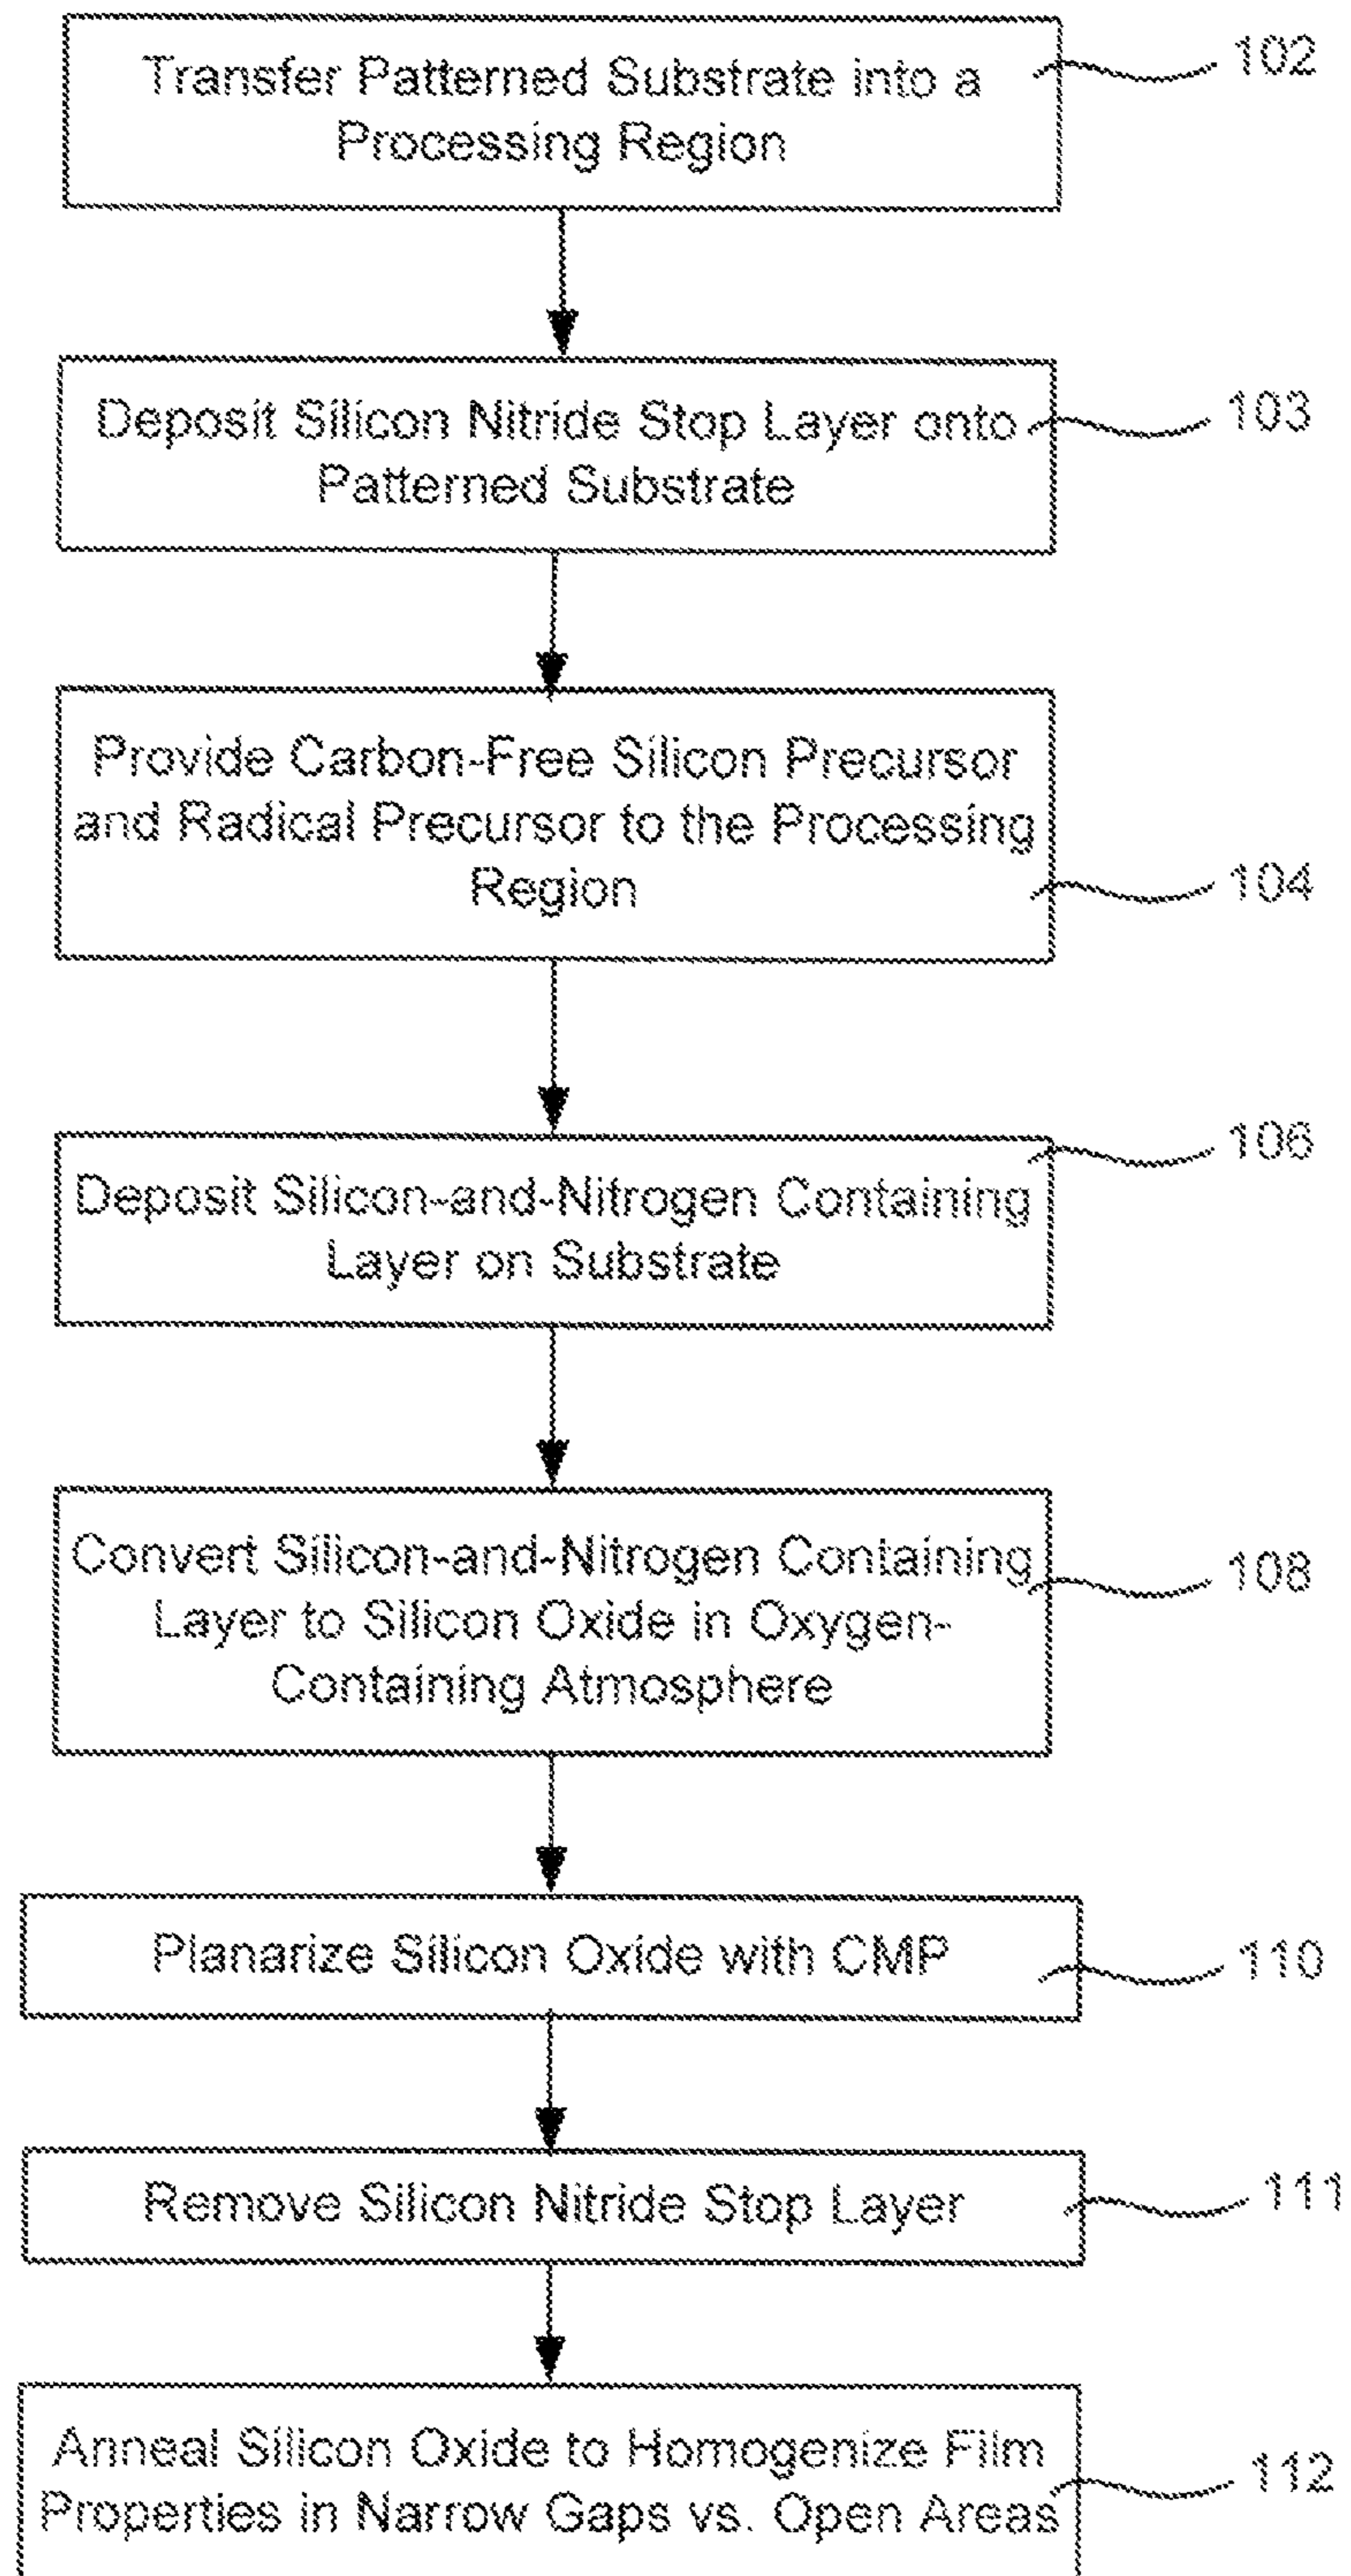 Transfer Patterned Substrate into a
Processing Region
102
Deposit Silicon Nitride Stop Layer onto
Patterned Substrate
103
Provide Carbon-Free Silicon Precursor
and Radical Precursor to the Processing
Region
104
Deposit Silicon-and-Nitrogen Containing
Layer on Substrate
106
Convert Silicon-and-Nitrogen Containing
Layer to Silicon Oxide in Oxygen-
Containing Atmosphere
108
Planarize Silicon Oxide with CMP
110
Remove Silicon Nitride Stop Layer
111
Anneal Silicon Oxide to Homogenize Film
Properties in Narrow Gaps vs. Open Areas
112